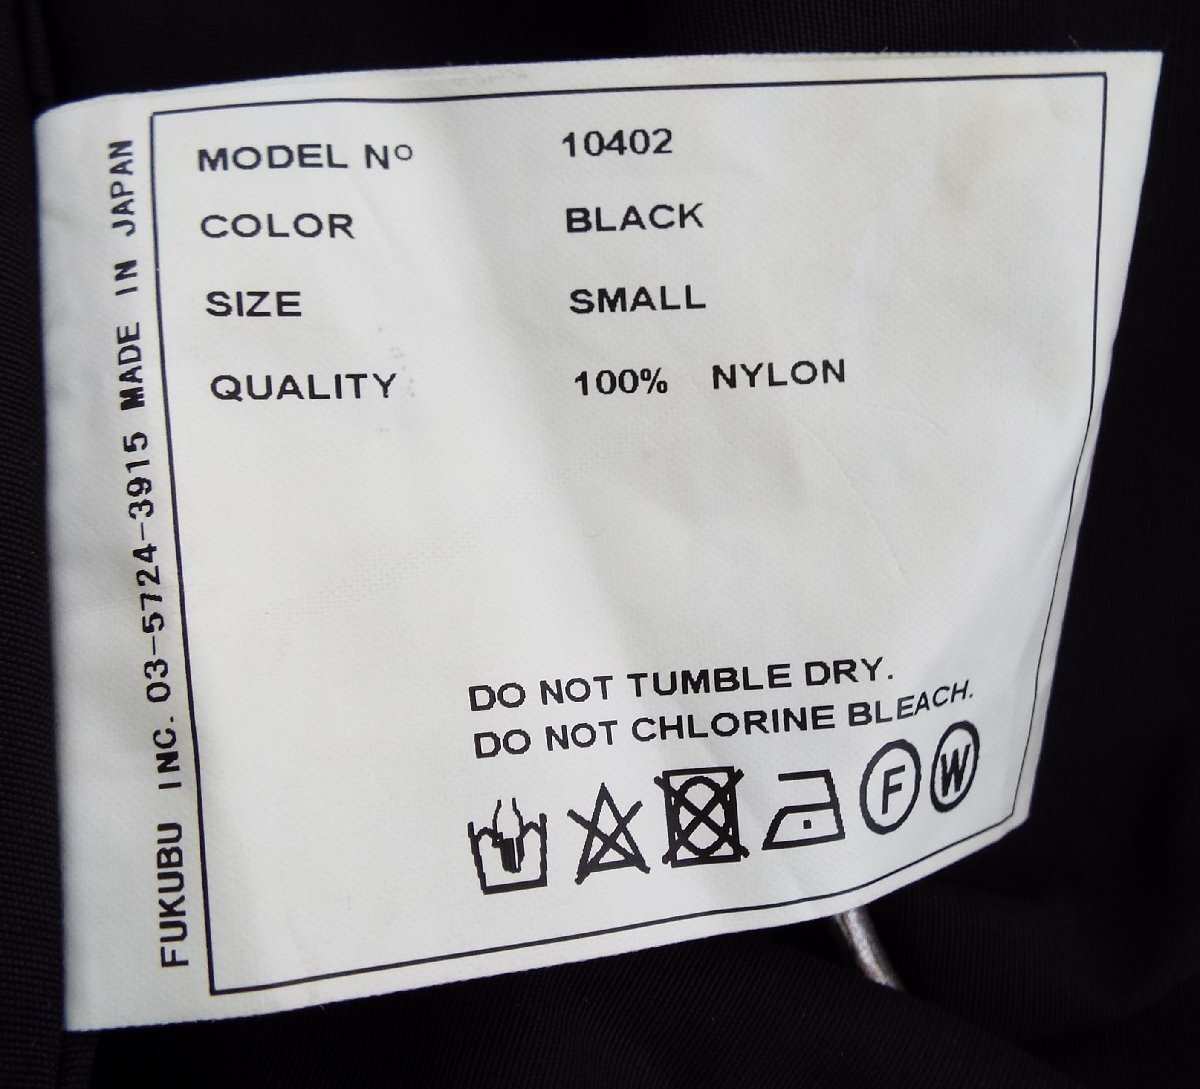 MODEL Nº 10402
COLOR BLACK
SIZE SMALL
QUALITY 100% NYLON
DO NOT TUMBLE DRY.
DO NOT CHLORINE BLEACH.
F W
FUKUBU INC. 03-5724-3915 MADE IN JAPAN